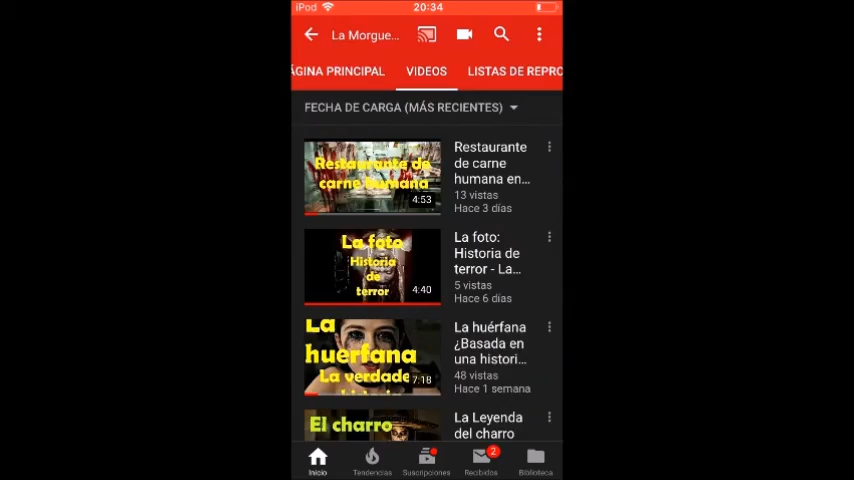 iPod 20:34
La Morgue...
ÁGINA PRINCIPAL VIDEOS LISTAS DE REPRO
FECHA DE CARGA (MÁS RECIENTES)
Restaurante de
carne humana
4:53
Restaurante
de carne
humana en...
13 vistas
Hace 3 días
La foto
Historia
de
terror
4:40
La foto:
Historia de
terror - La...
5 vistas
Hace 6 días
La
huerfana
La verdade
historia
7:18
La huérfana
¿Basada en
una histori...
48 vistas
Hace 1 semana
El charro
La Leyenda
del charro
2
Inicio Tendencias Suscripciones Recibidos Biblioteca